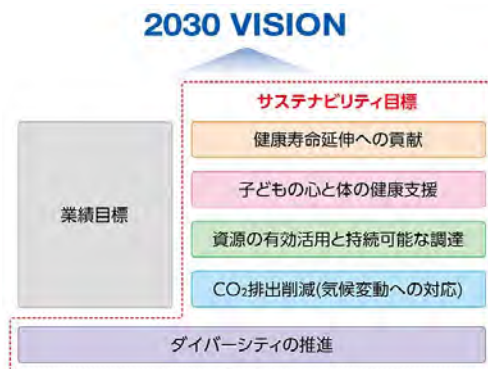 2030 VISION
サステナビリティ目標
健康寿命延伸への貢献
子どもの心と体の健康支援
業績目標
資源の有効活用と持続可能な調達
CO₂排出削減(気候変動への対応)
ダイバーシティの推進